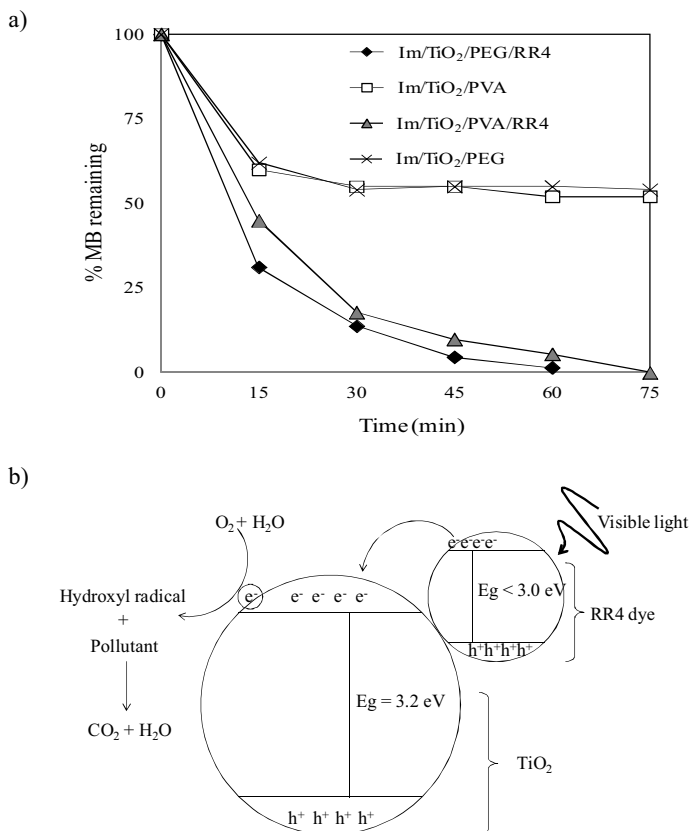 a)
100
75
50
25
0
% MB remaining
Im/TiO₂/PEG/RR4
Im/TiO₂/PVA
Im/TiO₂/PVA/RR4
Im/TiO₂/PEG
0 15 30 45 60 75
Time (min)
b)
O₂ + H₂O
Visible light
e⁻e⁻e⁻e⁻
e⁻
e⁻ e⁻ e⁻ e⁻
Eg < 3.0 eV
RR4 dye
Hydroxyl radical
+
Pollutant
h⁺h⁺h⁺h⁺
Eg = 3.2 eV
CO₂ + H₂O
TiO₂
h⁺ h⁺ h⁺ h⁺